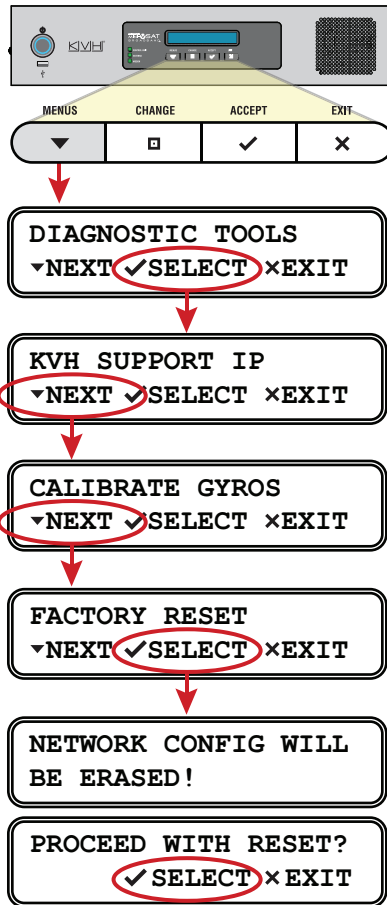 KVH
MENUS CHANGE ACCEPT EXIT
DIAGNOSTIC TOOLS
▾NEXT ✓SELECT ×EXIT
KVH SUPPORT IP
▾NEXT ✓SELECT ×EXIT
CALIBRATE GYROS
▾NEXT ✓SELECT ×EXIT
FACTORY RESET
▾NEXT ✓SELECT ×EXIT
NETWORK CONFIG WILL
BE ERASED!
PROCEED WITH RESET?
✓SELECT ×EXIT